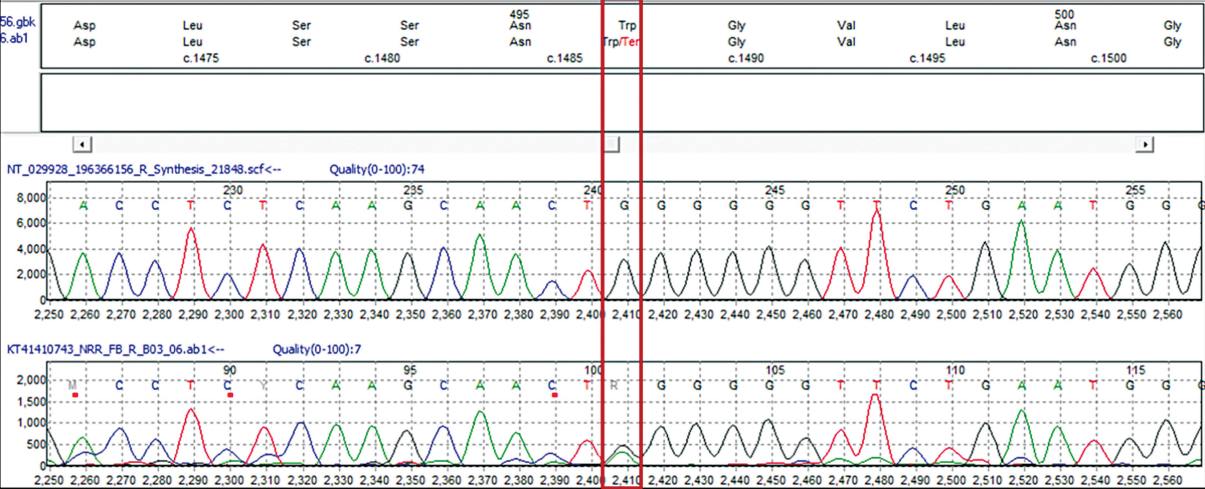 495 500
56.gbk Asp Leu Ser Ser Asn Trp Gly Val Leu Asn Gly
6.ab1 Asp Leu Ser Ser Asn Trp/Ter Gly Val Leu Asn Gly
c.1475 c.1480 c.1485 c.1490 c.1495 c.1500
NT_029928_196366156_R_Synthesis_21848.scf<-- Quality(0-100):74
230 235 240 245 250 255
8,000 A C C T C T C A A G C A A C T G G G G G G T T C T G A A T G G G
6,000
4,000
2,000
0
2,250 2,260 2,270 2,280 2,290 2,300 2,310 2,320 2,330 2,340 2,350 2,360 2,370 2,380 2,390 2,400 2,410 2,420 2,430 2,440 2,450 2,460 2,470 2,480 2,490 2,500 2,510 2,520 2,530 2,540 2,550 2,560
KT41410743_NRR_FB_R_B03_06.ab1<-- Quality(0-100):7
90 95 100 105 110 115
2,000 M C C T C Y C A A G C A A C T R G G G G G T T C T G A A T G G G
1,500
1,000
500
0
2,250 2,260 2,270 2,280 2,290 2,300 2,310 2,320 2,330 2,340 2,350 2,360 2,370 2,380 2,390 2,400 2,410 2,420 2,430 2,440 2,450 2,460 2,470 2,480 2,490 2,500 2,510 2,520 2,530 2,540 2,550 2,560